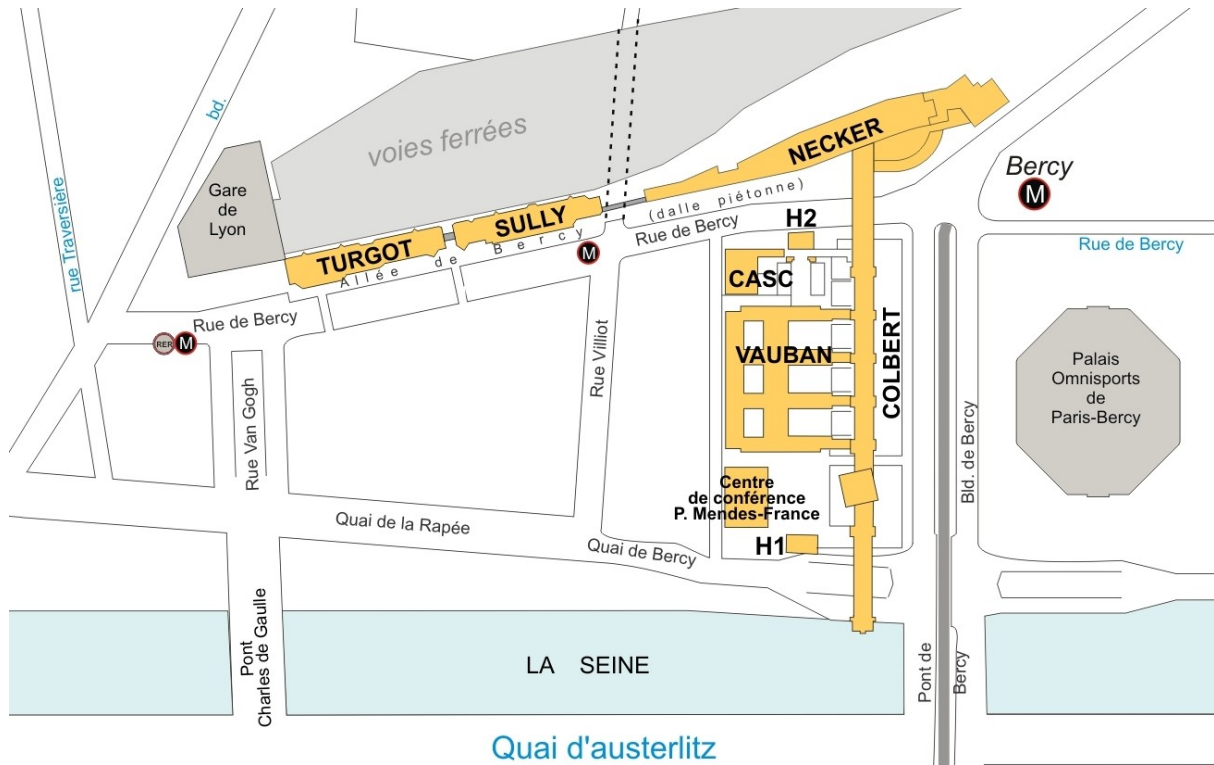 bd.
voies ferrées
rue Traversière
Gare
de
Lyon
NECKER
Bercy
M
(dalle piétonne)
SULLY
TURGOT
Allée de Bercy
M
Rue de Bercy
H2
Rue de Bercy
CASC
Rue de Bercy
RER
M
Rue Villiot
VAUBAN
COLBERT
Palais
Omnisports
de
Paris-Bercy
Rue Van Gogh
Bld. de Bercy
Centre
de conférence
P. Mendes-France
Quai de la Rapée
Quai de Bercy
H1
Pont
Charles de Gaulle
LA SEINE
Pont de
Bercy
Quai d'austerlitz